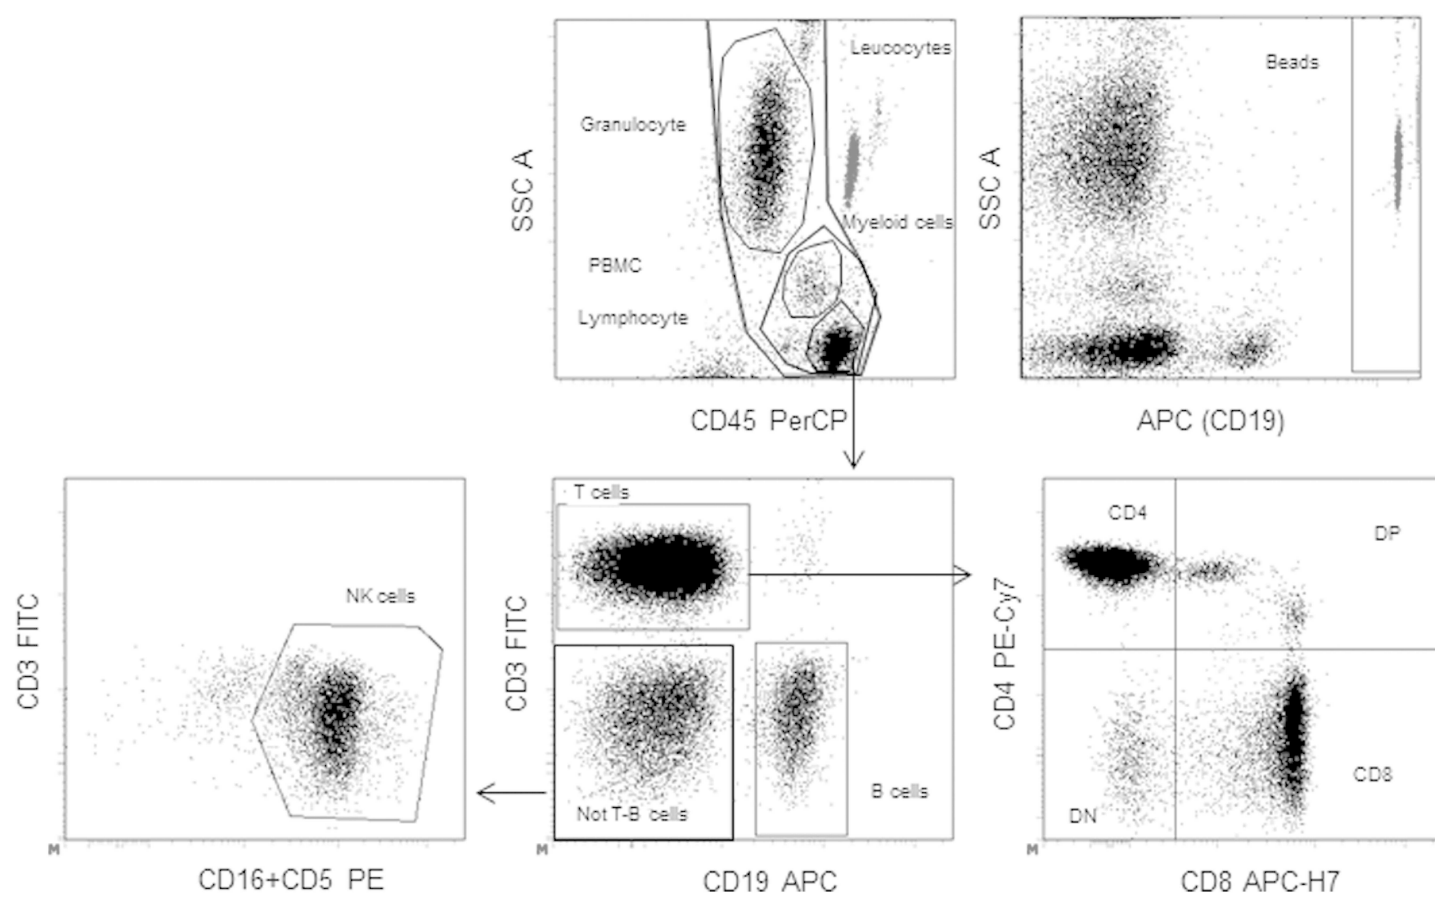 Leucocytes
Granulocyte
Myeloid cells
PBMC
Lymphocyte
SSC A
CD45 PerCP
Beads
SSC A
APC (CD19)
NK cells
CD3 FITC
M
CD16+CD5 PE
T cells
Not T-B cells
B cells
CD3 FITC
M
CD19 APC
CD4
DP
DN
CD8
CD4 PE-Cy7
M
CD8 APC-H7